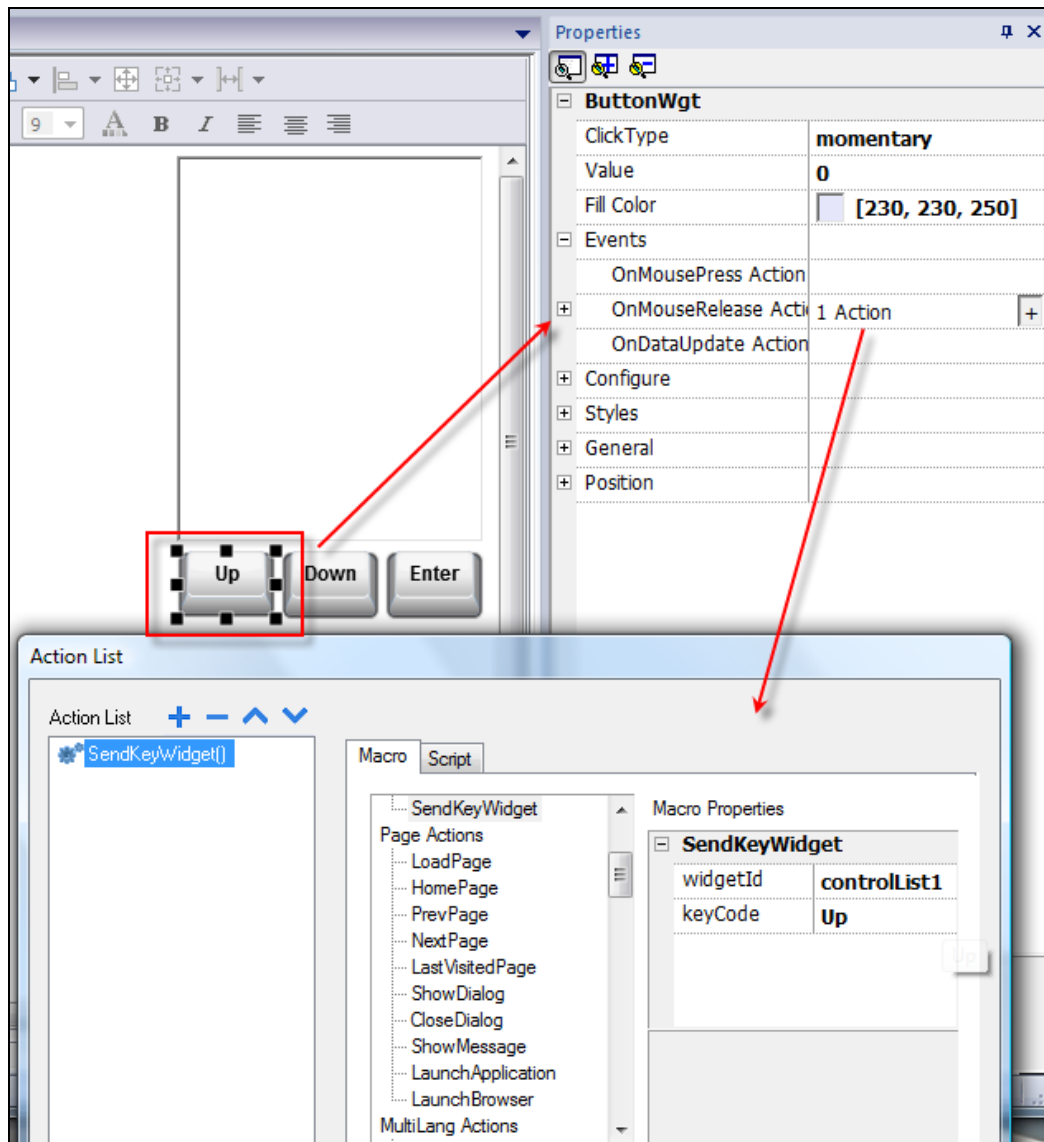 Properties
9 A B I
ButtonWgt
ClickType momentary
Value 0
Fill Color [230, 230, 250]
Events
OnMousePress Action
OnMouseRelease Acti 1 Action +
OnDataUpdate Action
Configure
Styles
General
Position
Up Down Enter
Action List
Action List
SendKeyWidget()
Macro Script
SendKeyWidget
Page Actions
LoadPage
HomePage
PrevPage
NextPage
LastVisitedPage
ShowDialog
CloseDialog
ShowMessage
LaunchApplication
LaunchBrowser
MultiLang Actions
Macro Properties
SendKeyWidget
widgetId controlList1
keyCode Up
Up